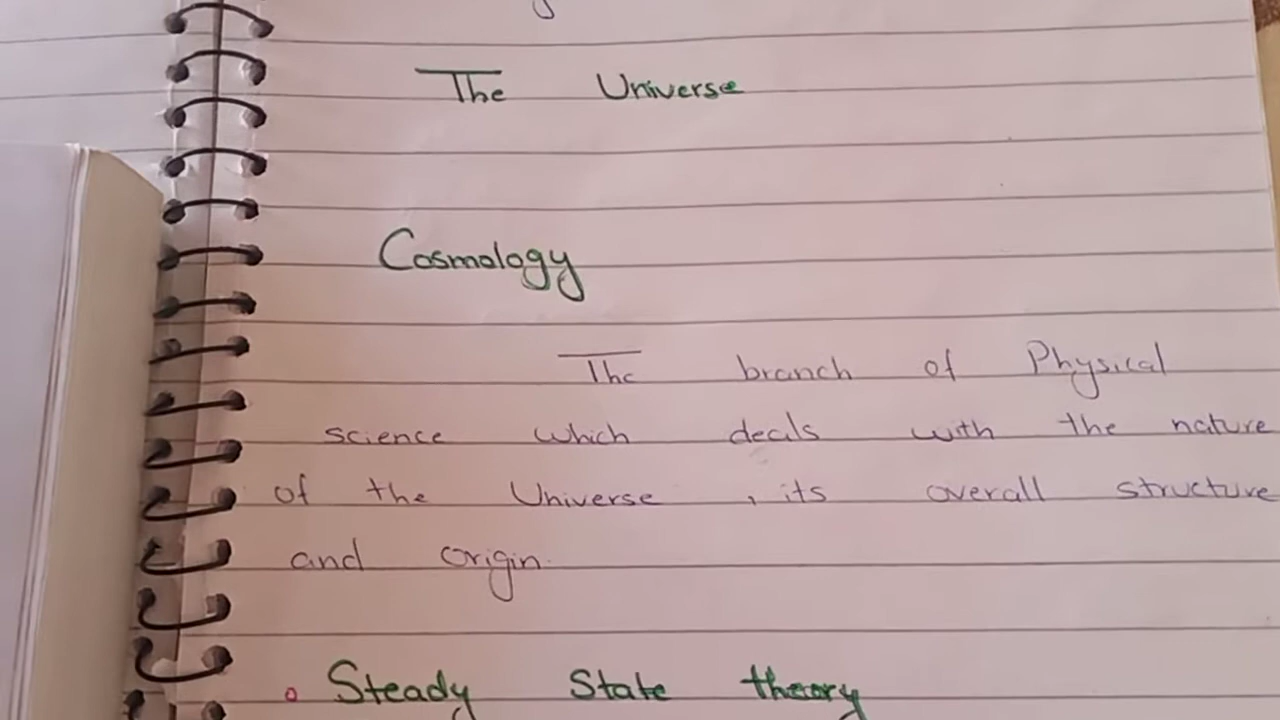 The Universe
Cosmology
The branch of Physical
science which deals with the nature
of the Universe , its overall structure
and origin.
Steady State theory